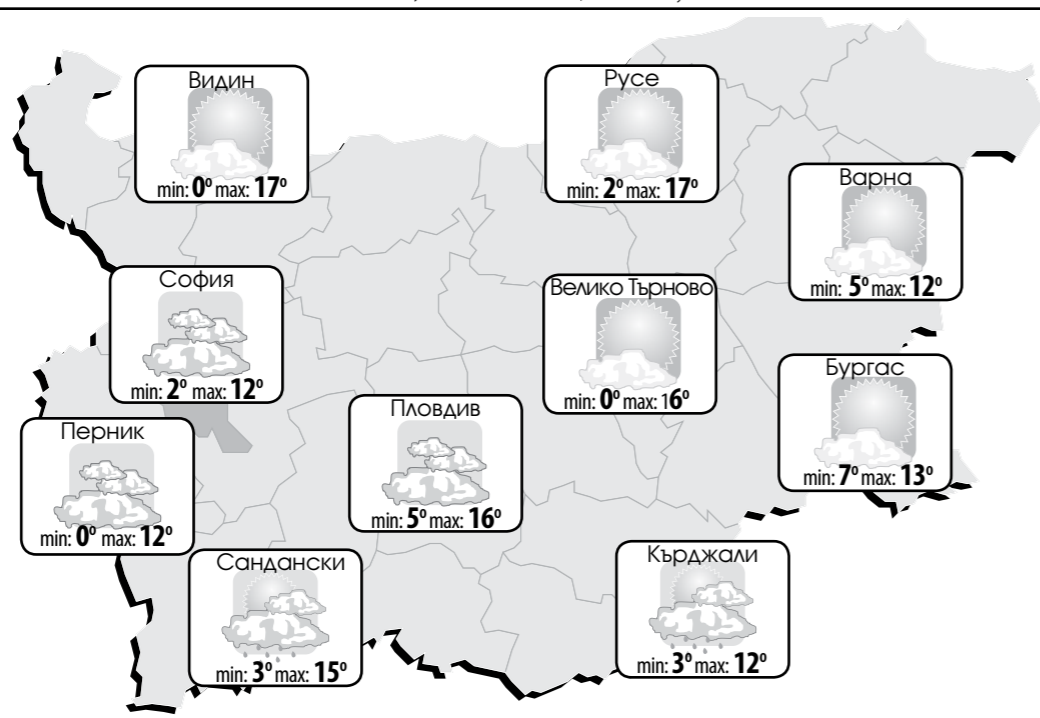 Видин
min: 0° max: 17°
Русе
min: 2° max: 17°
Варна
min: 5° max: 12°
София
min: 2° max: 12°
Велико Търново
min: 0° max: 16°
Бургас
min: 7° max: 13°
Пловдив
min: 5° max: 16°
Перник
min: 0° max: 12°
Сандански
min: 3° max: 15°
Кърджали
min: 3° max: 12°